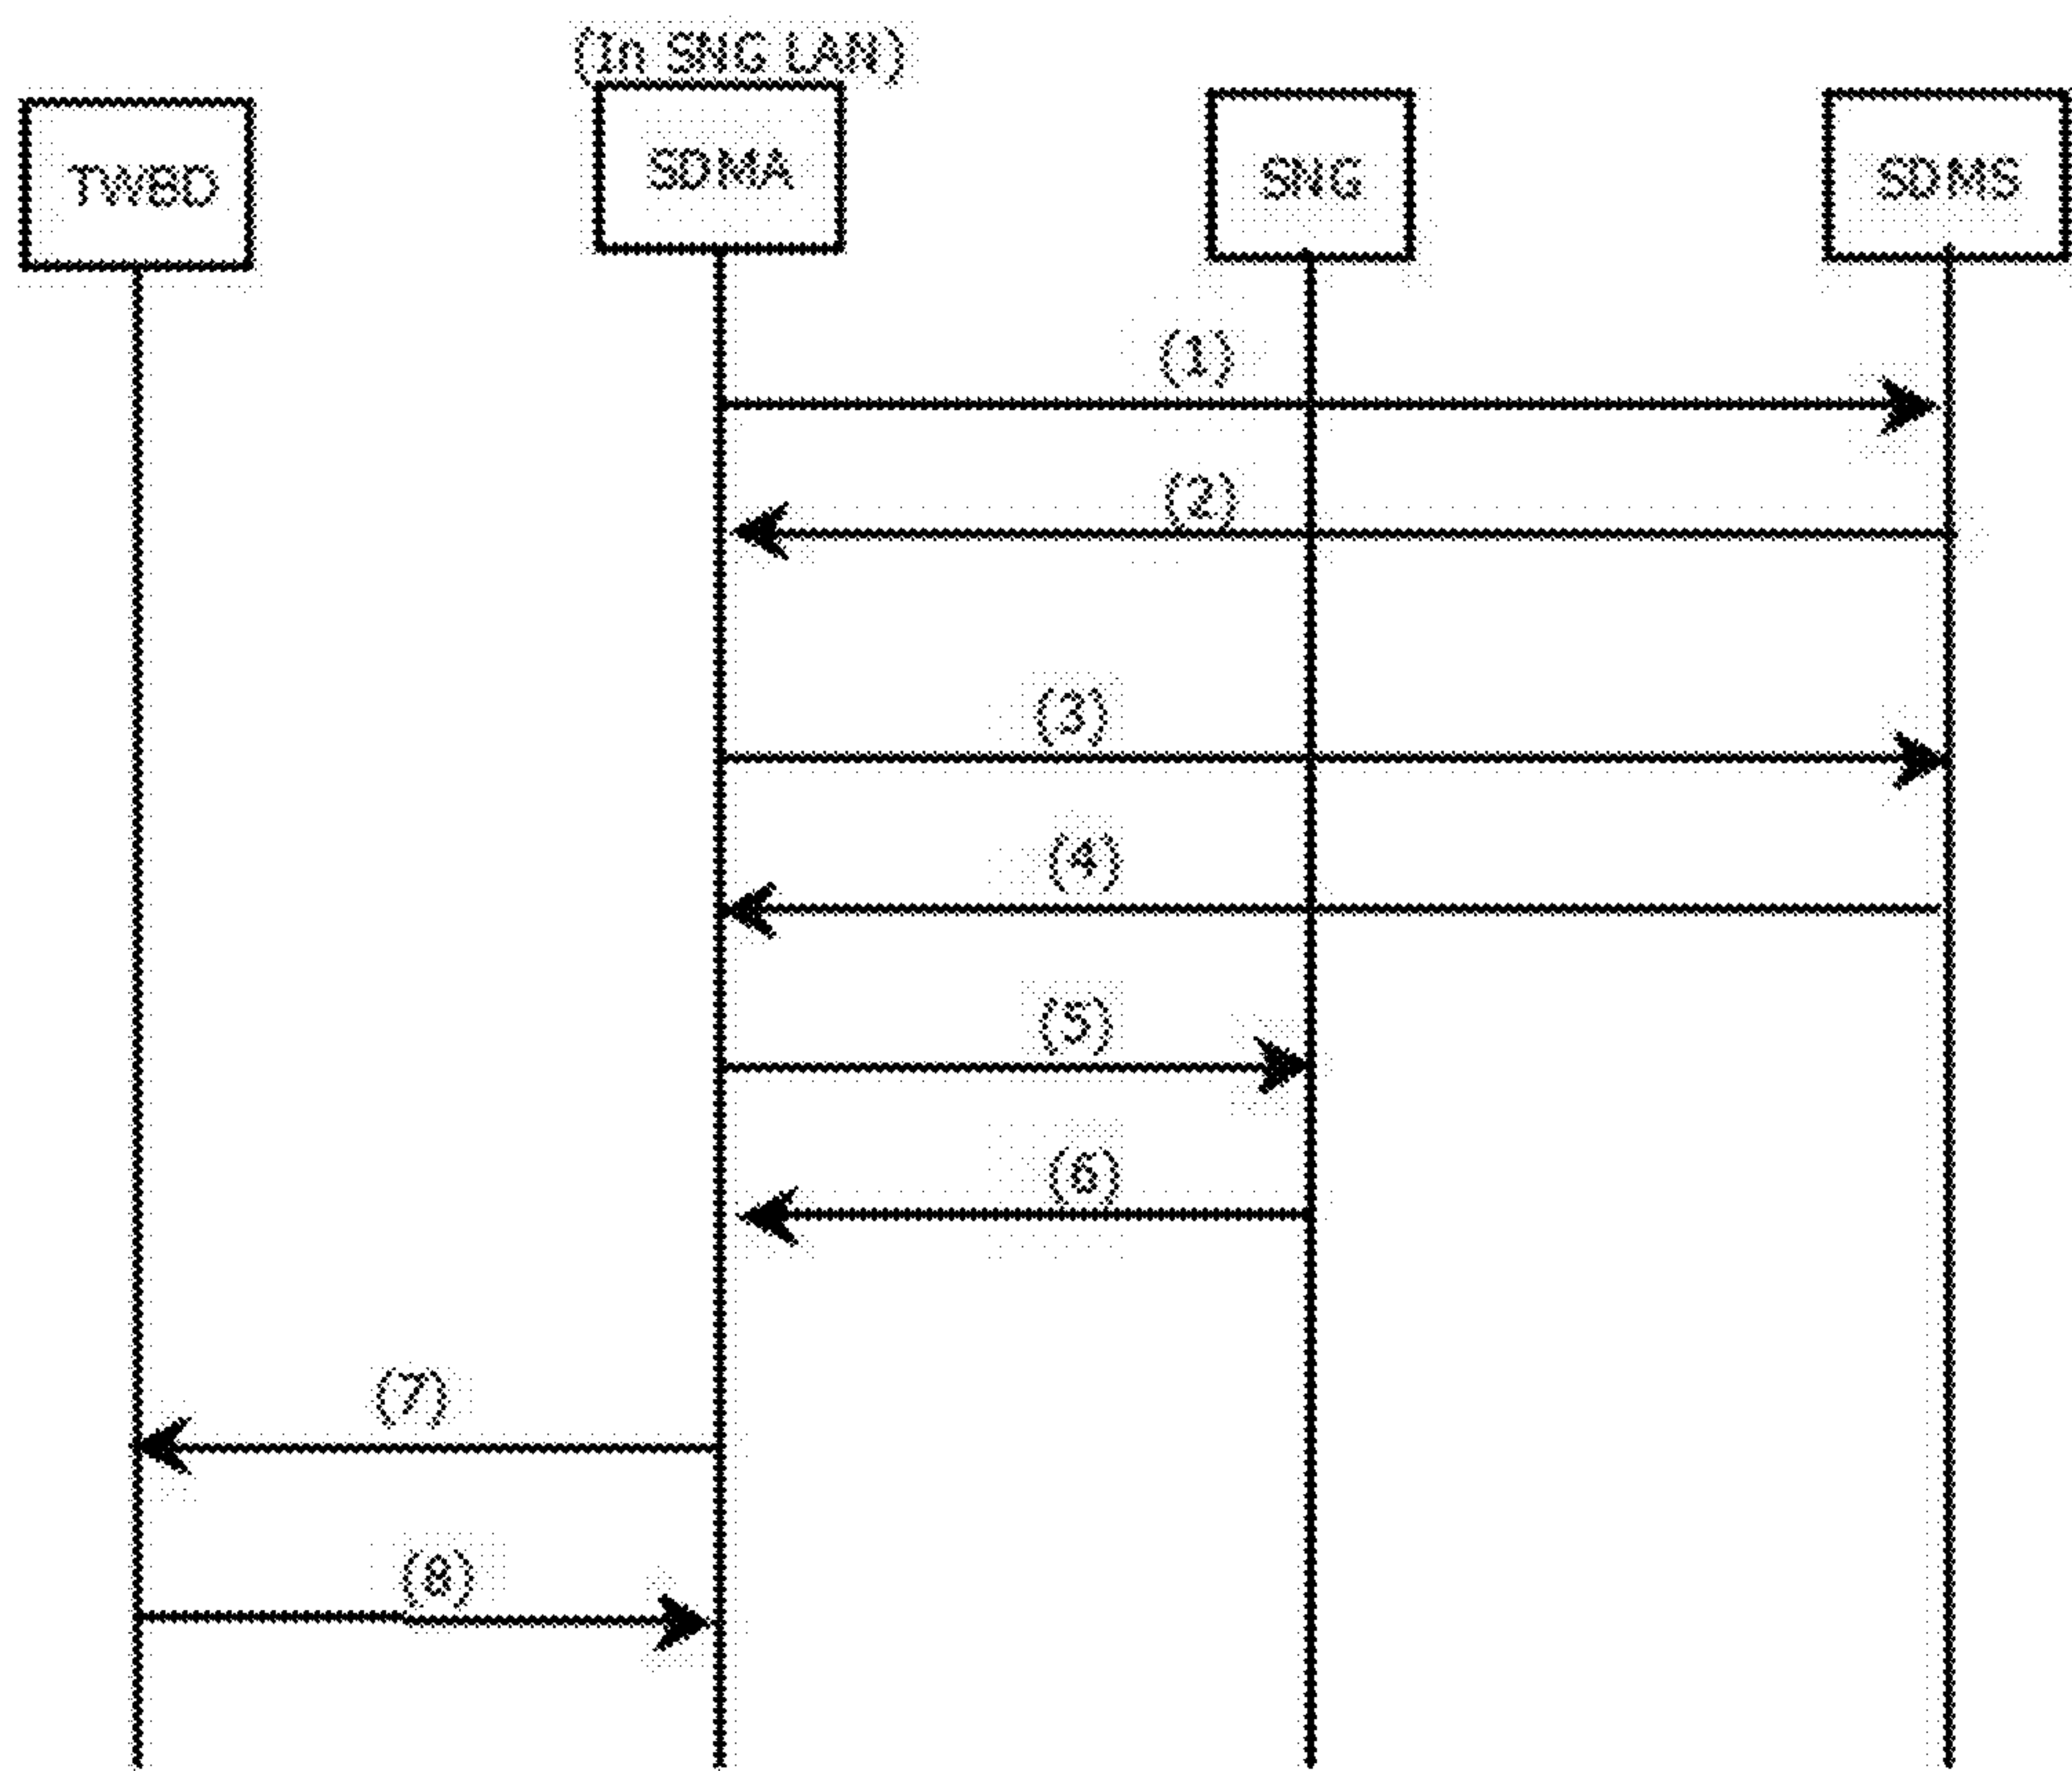 (In SNG LAN)
TWBD
SDMA
SNG
SDMS
(1)
(2)
(3)
(4)
(5)
(6)
(7)
(8)